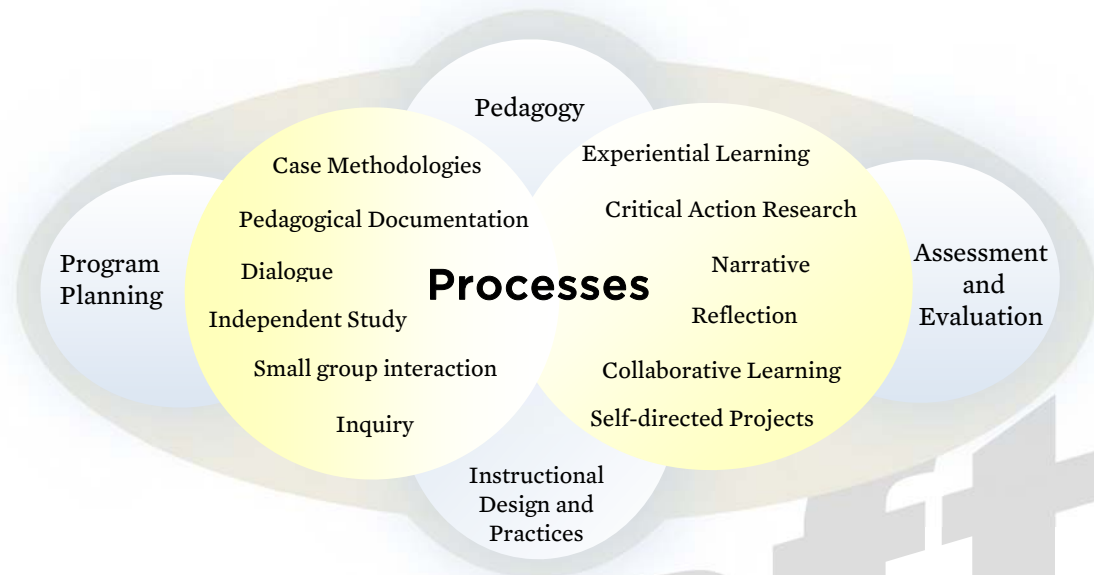 Pedagogy
Case Methodologies
Pedagogical Documentation
Dialogue
Independent Study
Small group interaction
Inquiry
Processes
Experiential Learning
Critical Action Research
Narrative
Reflection
Collaborative Learning
Self-directed Projects
Program
Planning
Assessment
and
Evaluation
Instructional
Design and
Practices